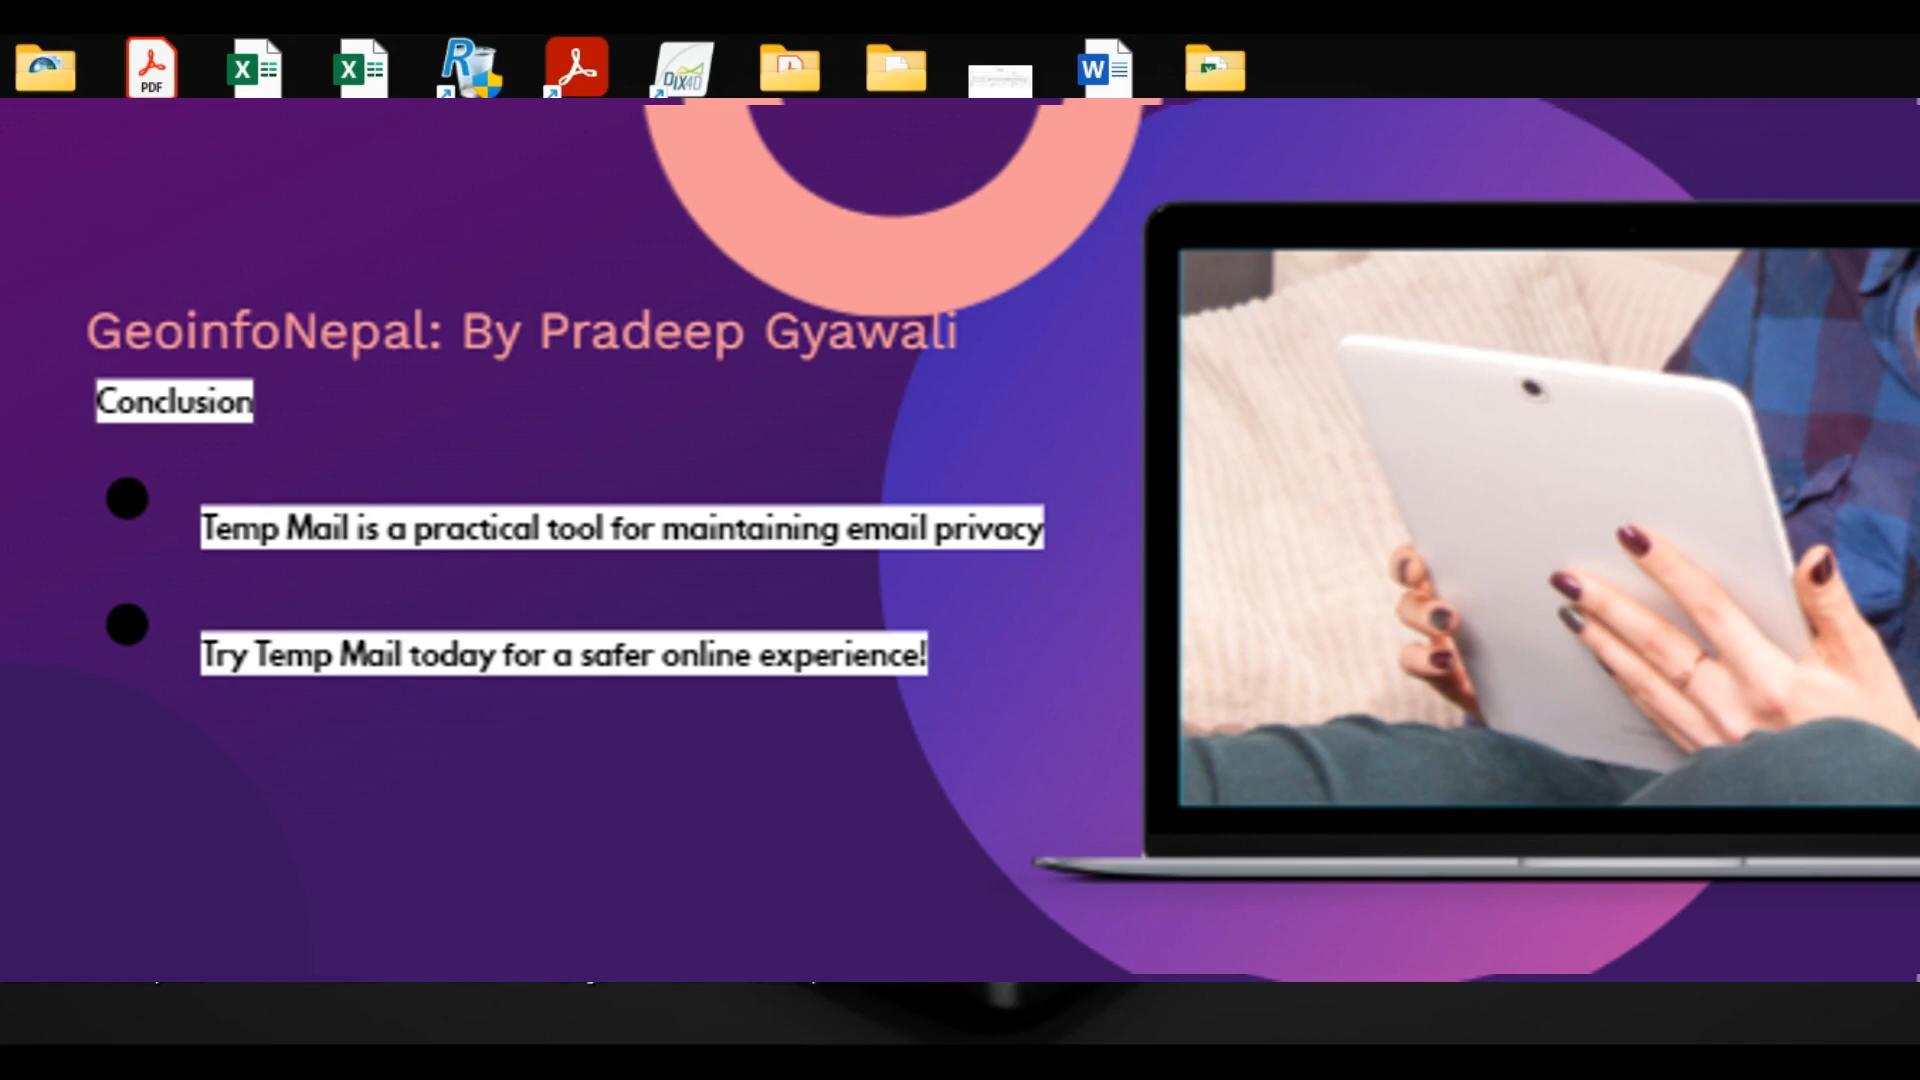 PDF
X
X
R
PIX4D
W
GeoinfoNepal: By Pradeep Gyawali
Conclusion
Temp Mail is a practical tool for maintaining email privacy
Try Temp Mail today for a safer online experience!